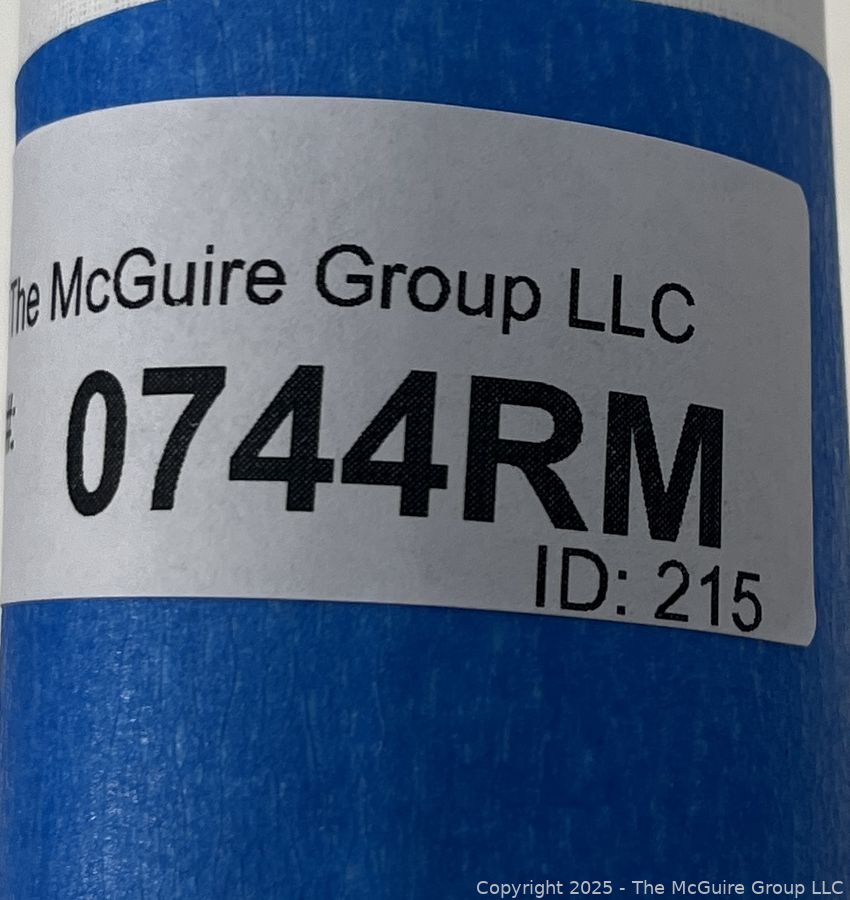 The McGuire Group LLC
#: 0744RM
ID: 215
Copyright 2025 - The McGuire Group LLC